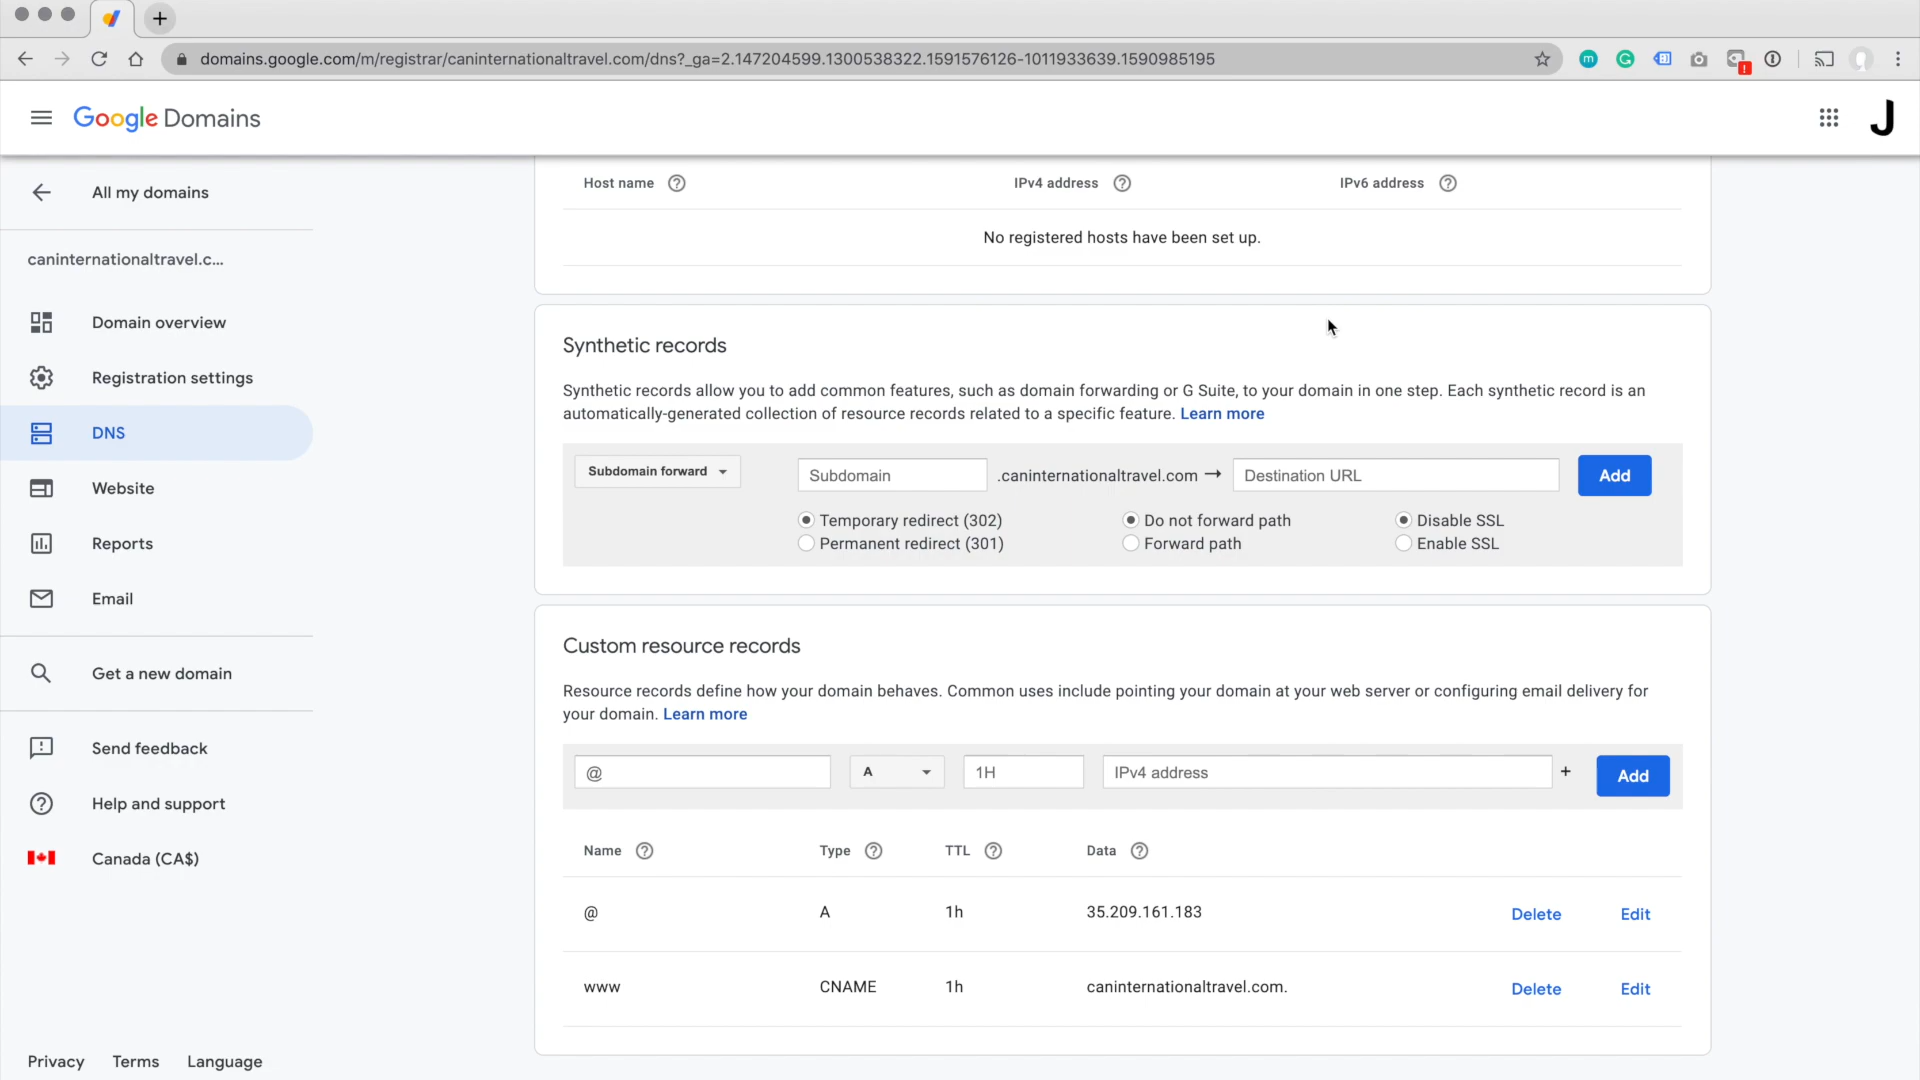 domains.google.com/m/registrar/caninternationaltravel.com/dns?_ga=2.147204599.1300538322.1591576126-1011933639.1590985195
Google Domains
J
All my domains
caninternationaltravel.c...
Domain overview
Registration settings
DNS
Website
Reports
Email
Get a new domain
Send feedback
Help and support
Canada (CA$)
Privacy Terms Language
Host name IPv4 address IPv6 address
No registered hosts have been set up.
Synthetic records
Synthetic records allow you to add common features, such as domain forwarding or G Suite, to your domain in one step. Each synthetic record is an
automatically-generated collection of resource records related to a specific feature. Learn more
Subdomain forward Subdomain .caninternationaltravel.com → Destination URL Add
Temporary redirect (302) Do not forward path Disable SSL
Permanent redirect (301) Forward path Enable SSL
Custom resource records
Resource records define how your domain behaves. Common uses include pointing your domain at your web server or configuring email delivery for
your domain. Learn more
@ A 1H IPv4 address + Add
Name Type TTL Data
@ A 1h 35.209.161.183 Delete Edit
www CNAME 1h caninternationaltravel.com. Delete Edit